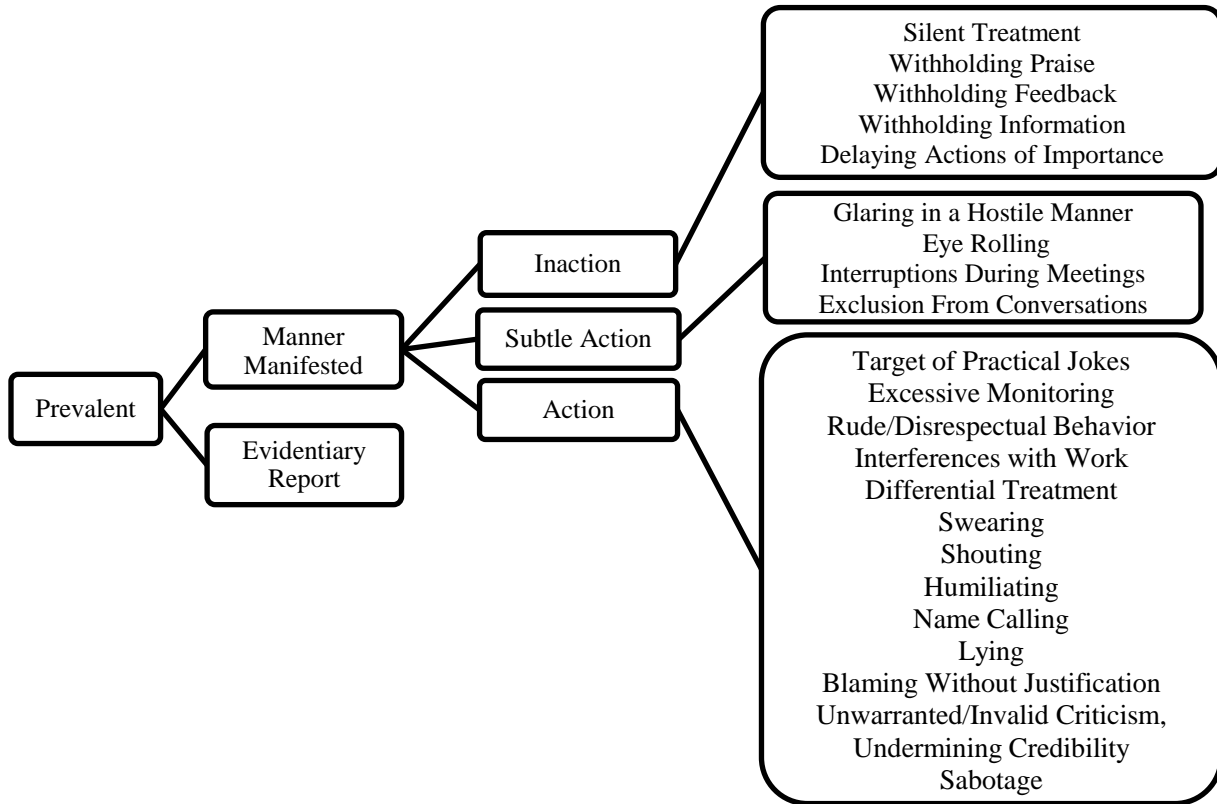 Prevalent
Manner
Manifested
Evidentiary
Report
Inaction
Subtle Action
Action
Silent Treatment
Withholding Praise
Withholding Feedback
Withholding Information
Delaying Actions of Importance
Glaring in a Hostile Manner
Eye Rolling
Interruptions During Meetings
Exclusion From Conversations
Target of Practical Jokes
Excessive Monitoring
Rude/Disrespectual Behavior
Interferences with Work
Differential Treatment
Swearing
Shouting
Humiliating
Name Calling
Lying
Blaming Without Justification
Unwarranted/Invalid Criticism,
Undermining Credibility
Sabotage